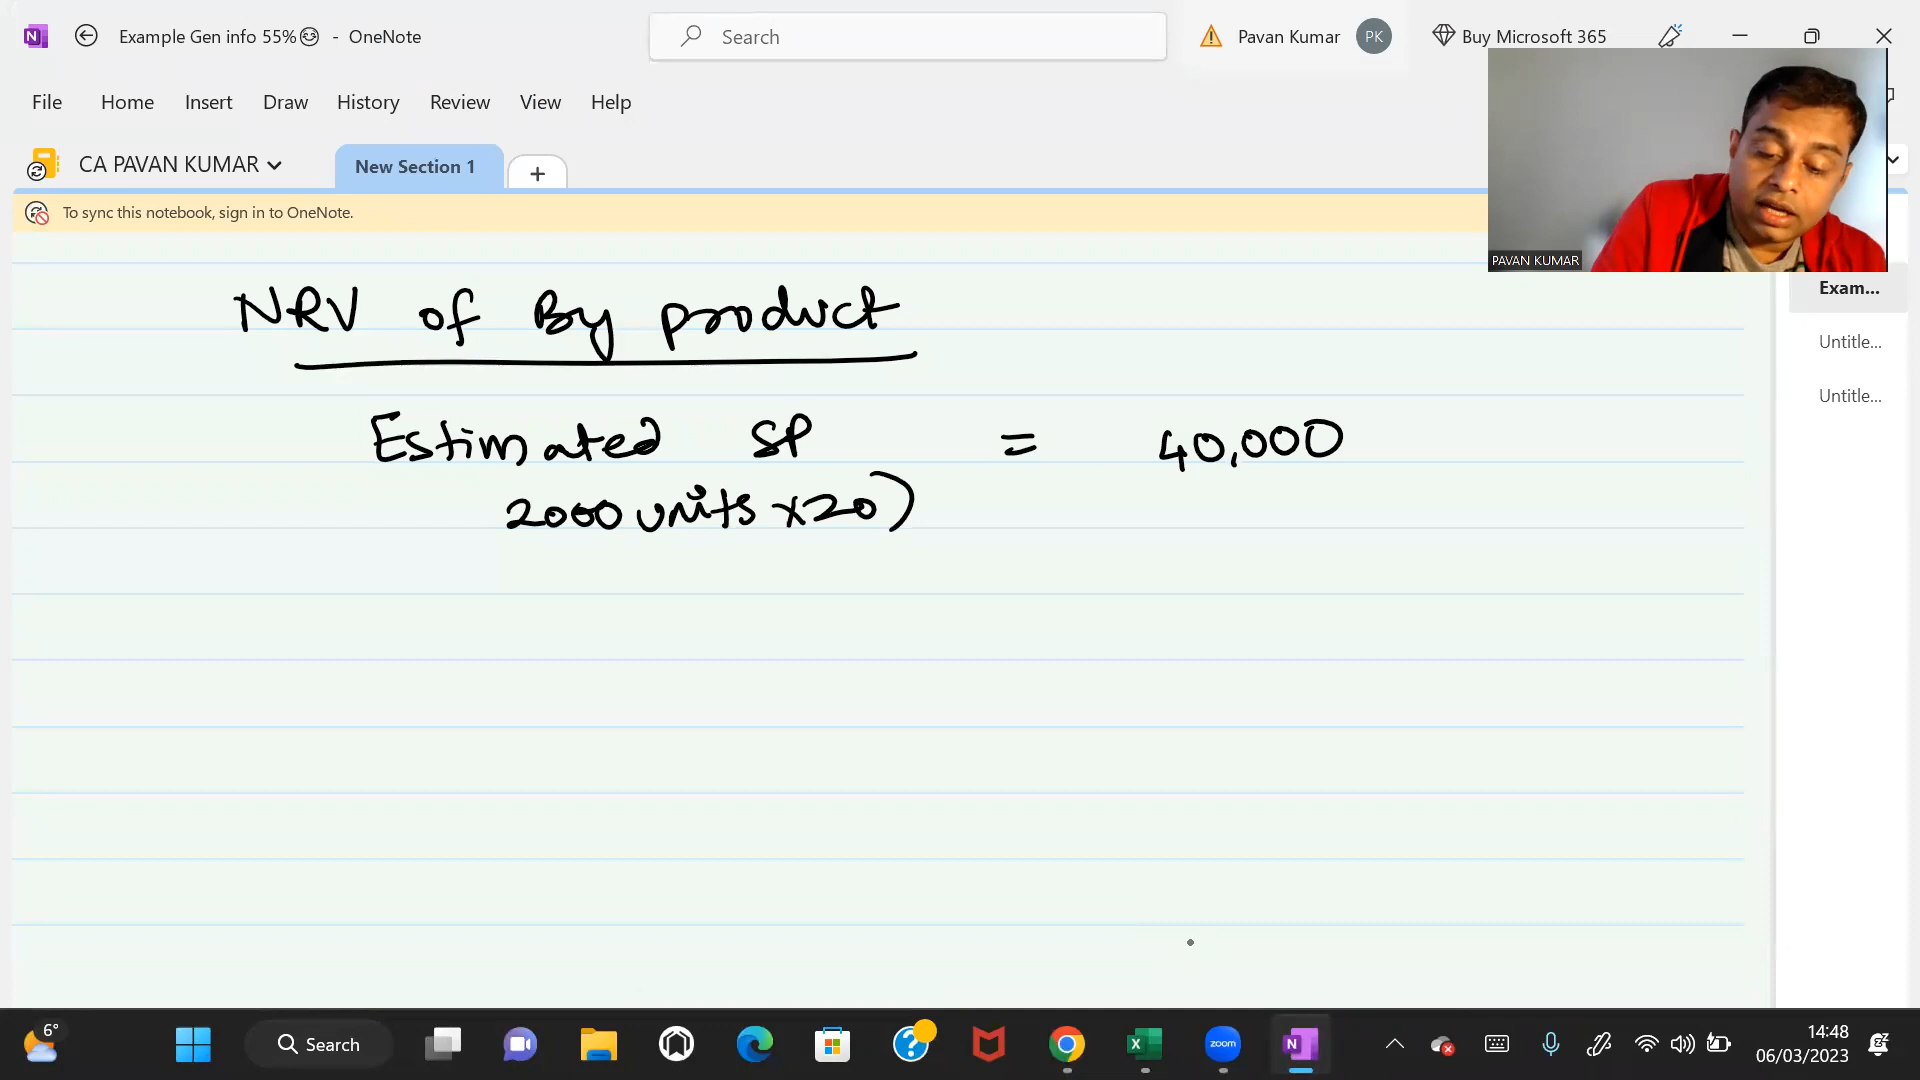 Example Gen info 55% - OneNote
Search
Pavan Kumar
PK
Buy Microsoft 365
File Home Insert Draw History Review View Help
CA PAVAN KUMAR
New Section 1
To sync this notebook, sign in to OneNote.
PAVAN KUMAR
Exam...
Untitle...
Untitle...
NRV of By product
Estimated SP = 40,000
2000 units x 20)
6°
Search
zoom
14:48
06/03/2023